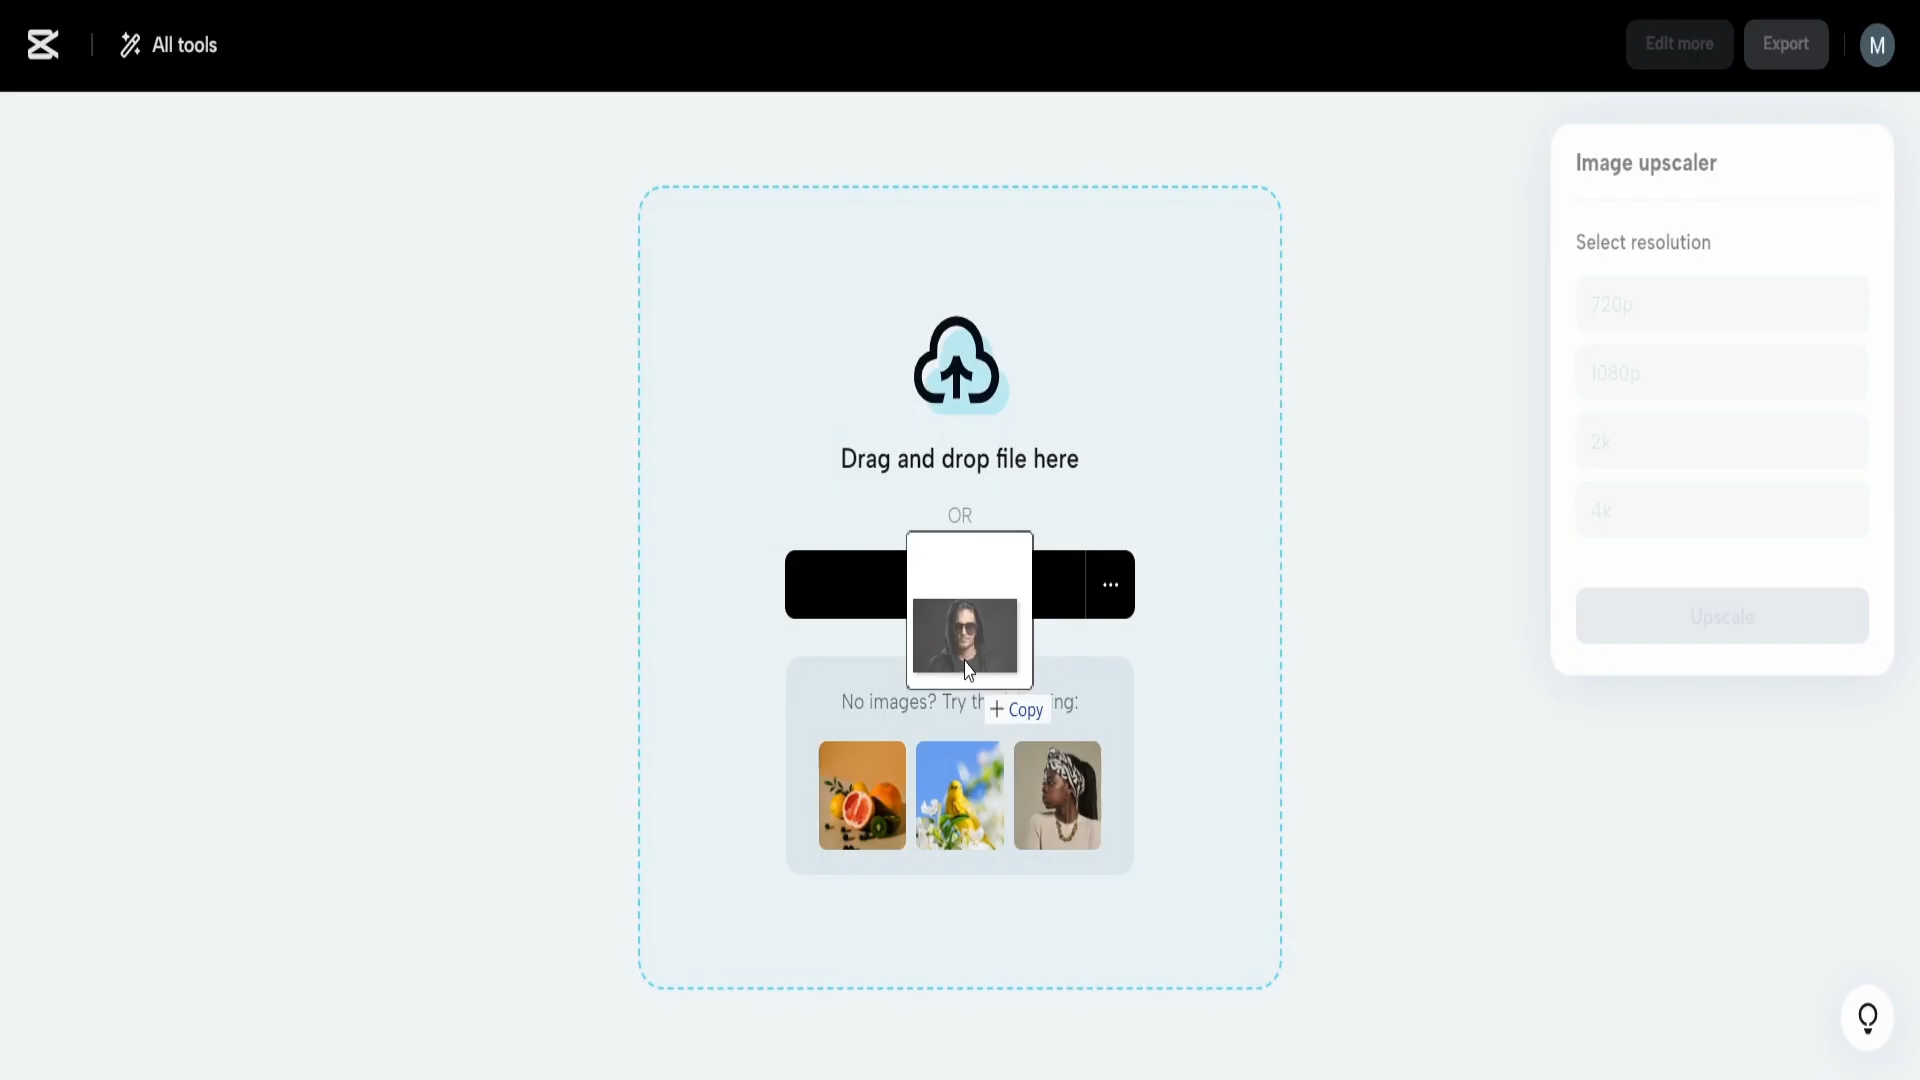 All tools
Edit more
Export
M
Image upscaler
Select resolution
720p
1080p
2k
4k
Upscale
Drag and drop file here
OR
No images? Try th ing:
+ Copy